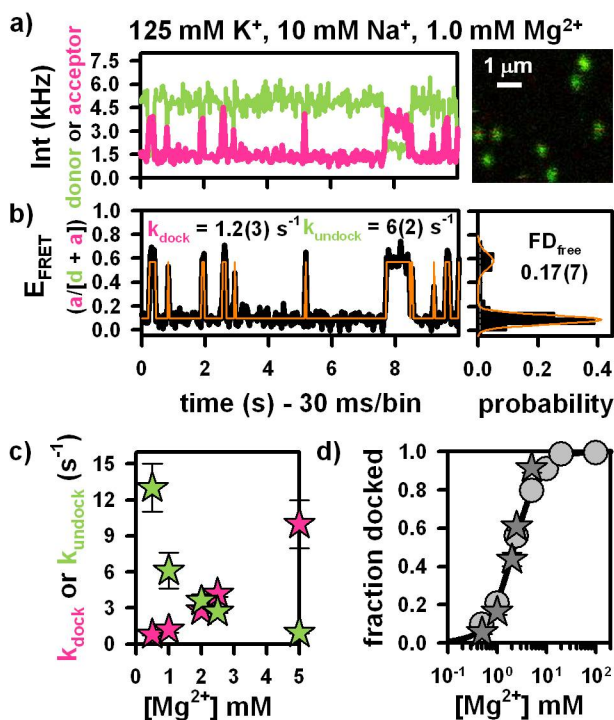 a) 125 mM K⁺, 10 mM Na⁺, 1.0 mM Mg²⁺
Int (kHz)
donor or acceptor
7.5
6.0
4.5
3.0
1.5
0.0
1 μm
b)
E_FRET
(a/[d + a])
1.0
0.8
0.6
0.4
0.2
0.0
k_dock = 1.2(3) s⁻¹ k_undock = 6(2) s⁻¹
FD_free
0.17(7)
0 2 4 6 8
0.0 0.2 0.4
time (s) - 30 ms/bin
probability
c)
k_dock or k_undock (s⁻¹)
15
12
9
6
3
0
0 1 2 3 4 5
[Mg²⁺] mM
d)
fraction docked
1.0
0.8
0.6
0.4
0.2
0.0
10⁻¹ 10⁰ 10¹ 10²
[Mg²⁺] mM